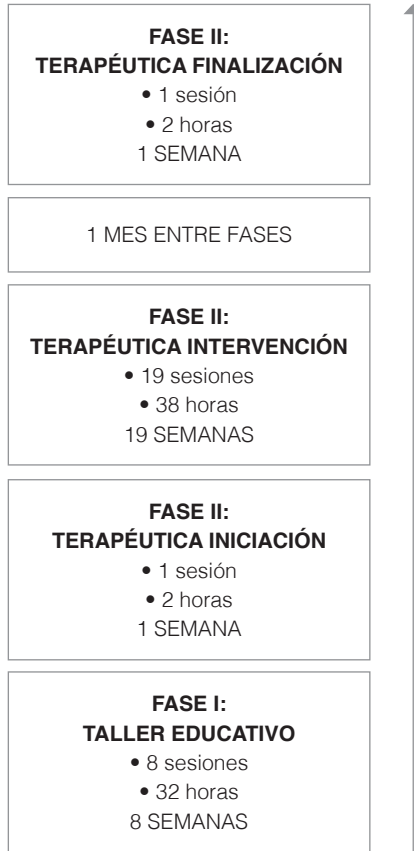 FASE II:
TERAPÉUTICA FINALIZACIÓN
• 1 sesión
• 2 horas
1 SEMANA
1 MES ENTRE FASES
FASE II:
TERAPÉUTICA INTERVENCIÓN
• 19 sesiones
• 38 horas
19 SEMANAS
FASE II:
TERAPÉUTICA INICIACIÓN
• 1 sesión
• 2 horas
1 SEMANA
FASE I:
TALLER EDUCATIVO
• 8 sesiones
• 32 horas
8 SEMANAS